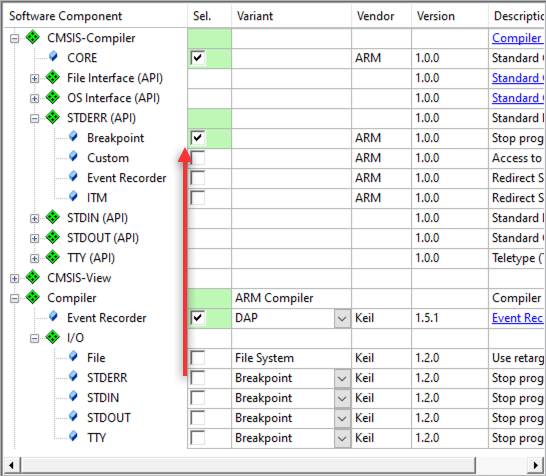 Software Component Sel. Variant Vendor Version Descriptio
CMSIS-Compiler Compiler
CORE ARM 1.0.0 Standard
File Interface (API) 1.0.0 Standard
OS Interface (API) 1.0.0 Standard
STDERR (API) 1.0.0 Standard
Breakpoint ARM 1.0.0 Stop prog
Custom ARM 1.0.0 Access to
Event Recorder ARM 1.0.0 Redirect S
ITM ARM 1.0.0 Redirect S
STDIN (API) 1.0.0 Standard
STDOUT (API) 1.0.0 Standard
TTY (API) 1.0.0 Teletype (
CMSIS-View
Compiler ARM Compiler Compiler
Event Recorder DAP Keil 1.5.1 Event Rec
I/O
File File System Keil 1.2.0 Use retarg
STDERR Breakpoint Keil 1.2.0 Stop prog
STDIN Breakpoint Keil 1.2.0 Stop prog
STDOUT Breakpoint Keil 1.2.0 Stop prog
TTY Breakpoint Keil 1.2.0 Stop prog